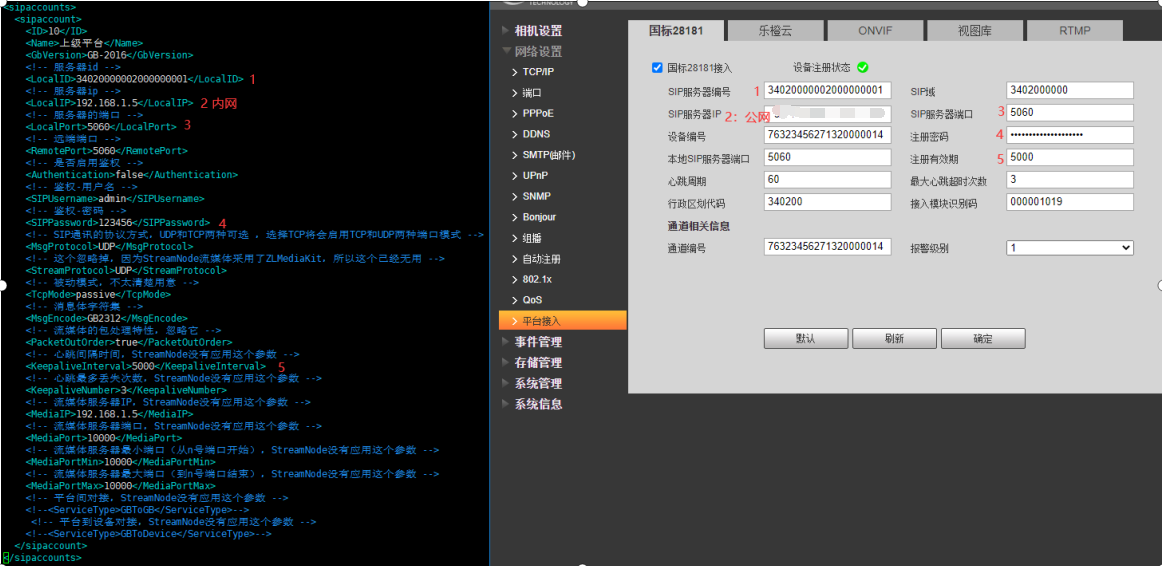 <sipaccounts>
<sipaccount>
<ID>10</ID>
<Name>上级平台</Name>
<GbVersion>GB-2016</GbVersion>
<!-- 服务器id -->
<LocalID>34020000002000000001</LocalID> 1
<!-- 服务器ip -->
<LocalIP>192.168.1.5</LocalIP> 2 内网
<!-- 服务器的端口 -->
<LocalPort>5060</LocalPort> 3
<!-- 远端端口 -->
<RemotePort>5060</RemotePort>
<!-- 是否启用鉴权 -->
<Authentication>false</Authentication>
<!-- 鉴权-用户名 -->
<SIPUsername>admin</SIPUsername>
<!-- 鉴权-密码 -->
<SIPPassword>123456</SIPPassword> 4
<!-- SIP通讯的协议方式，UDP和TCP两种可选 ，选择TCP将会启用TCP和UDP两种端口模式 -->
<MsgProtocol>UDP</MsgProtocol>
<!-- 这个忽略掉，因为StreamNode流媒体采用了ZLMediaKit，所以这个已经无用 -->
<StreamProtocol>UDP</StreamProtocol>
<!-- 被动模式，不太清楚用意 -->
<TcpMode>passive</TcpMode>
<!-- 消息体字符集 -->
<MsgEncode>GB2312</MsgEncode>
<!-- 流媒体的包处理特性，忽略它 -->
<PacketOutOrder>true</PacketOutOrder>
<!-- 心跳间隔时间，StreamNode没有应用这个参数 -->
<KeepaliveInterval>5000</KeepaliveInterval> 5
<!-- 心跳最多丢失次数，StreamNode没有应用这个参数 -->
<KeepaliveNumber>3</KeepaliveNumber>
<!-- 流媒体服务器IP，StreamNode没有应用这个参数 -->
<MediaIP>192.168.1.5</MediaIP>
<!-- 流媒体服务器端口，StreamNode没有应用这个参数 -->
<MediaPort>10000</MediaPort>
<!-- 流媒体服务器最小端口（从n号端口开始），StreamNode没有应用这个参数 -->
<MediaPortMin>10000</MediaPortMin>
<!-- 流媒体服务器最大端口（到n号端口结束），StreamNode没有应用这个参数 -->
<MediaPortMax>10000</MediaPortMax>
<!-- 平台间对接，StreamNode没有应用这个参数 -->
<!--<ServiceType>GBToGB</ServiceType>-->
<!-- 平台到设备对接，StreamNode没有应用这个参数 -->
<!--<ServiceType>GBToDevice</ServiceType>-->
</sipaccount>
</sipaccounts>
TECHNOLOGY
相机设置
网络设置
TCP/IP
端口
PPPoE
DDNS
SMTP(邮件)
UPnP
SNMP
Bonjour
组播
自动注册
802.1x
QoS
平台接入
事件管理
存储管理
系统管理
系统信息
国标28181 乐橙云 ONVIF 视图库 RTMP
国标28181接入 设备注册状态
SIP服务器编号 1 34020000002000000001 SIP域 3402000000
SIP服务器IP 2：公网 SIP服务器端口 3 5060
设备编号 76323456271320000014 注册密码 4 ••••••••••••••••••••
本地SIP服务器端口 5060 注册有效期 5 5000
心跳周期 60 最大心跳超时次数 3
行政区划代码 340200 接入模块识别码 000001019
通道相关信息
通道编号 76323456271320000014 报警级别 1
默认 刷新 确定